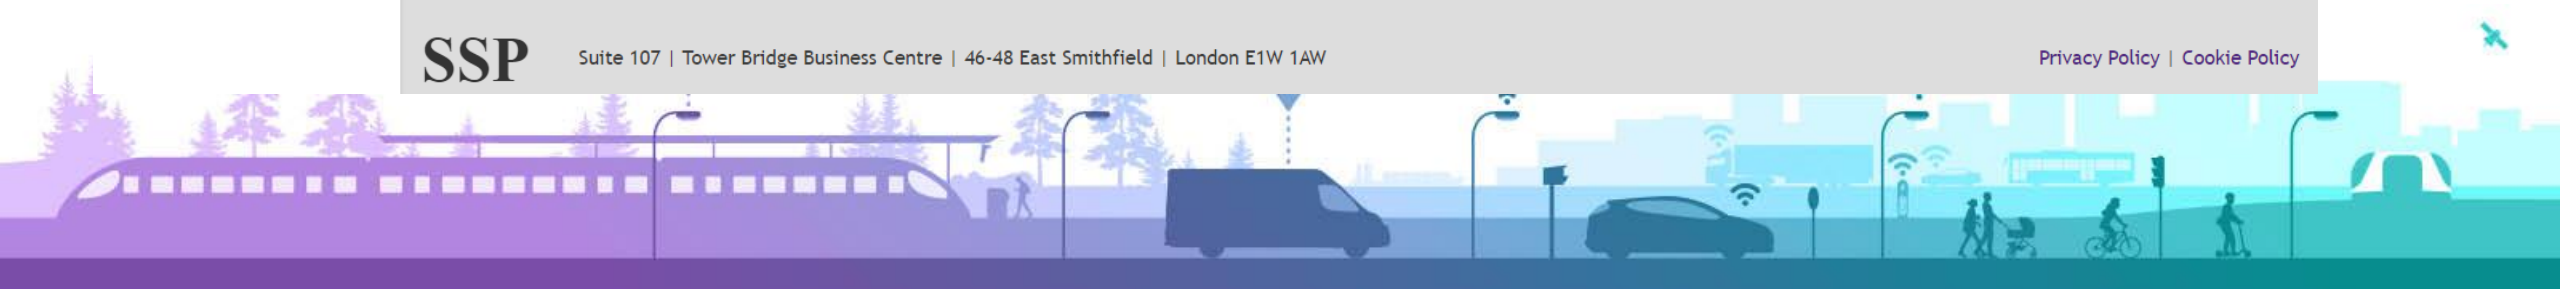 SSP Suite 107 | Tower Bridge Business Centre | 46-48 East Smithfield | London E1W 1AW Privacy Policy | Cookie Policy